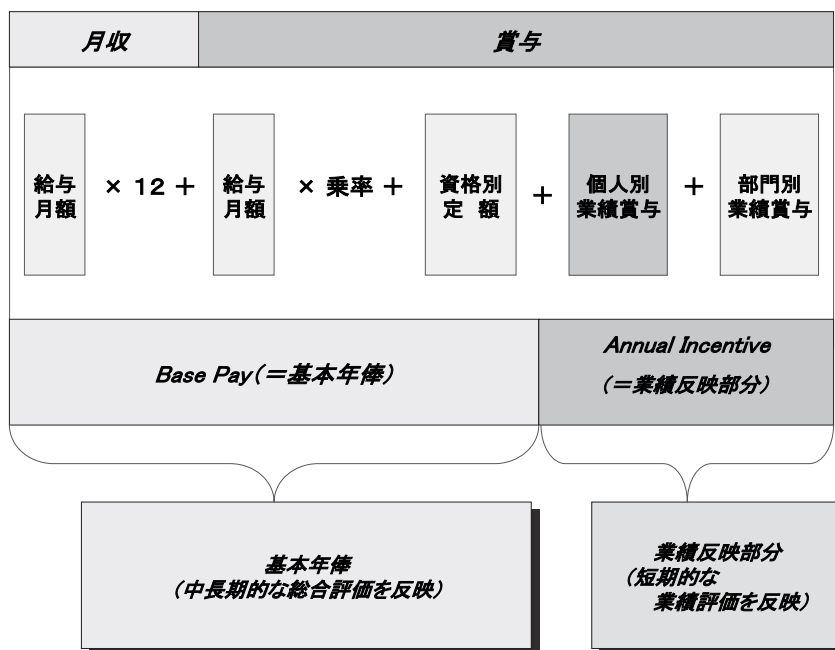 月収
賞与
給与
月額
× 12 +
給与
月額
× 乗率 +
資格別
定 額
+
個人別
業績賞与
+
部門別
業績賞与
Base Pay(=基本年俸)
Annual Incentive
(=業績反映部分)
基本年俸
(中長期的な総合評価を反映)
業績反映部分
(短期的な
業績評価を反映)